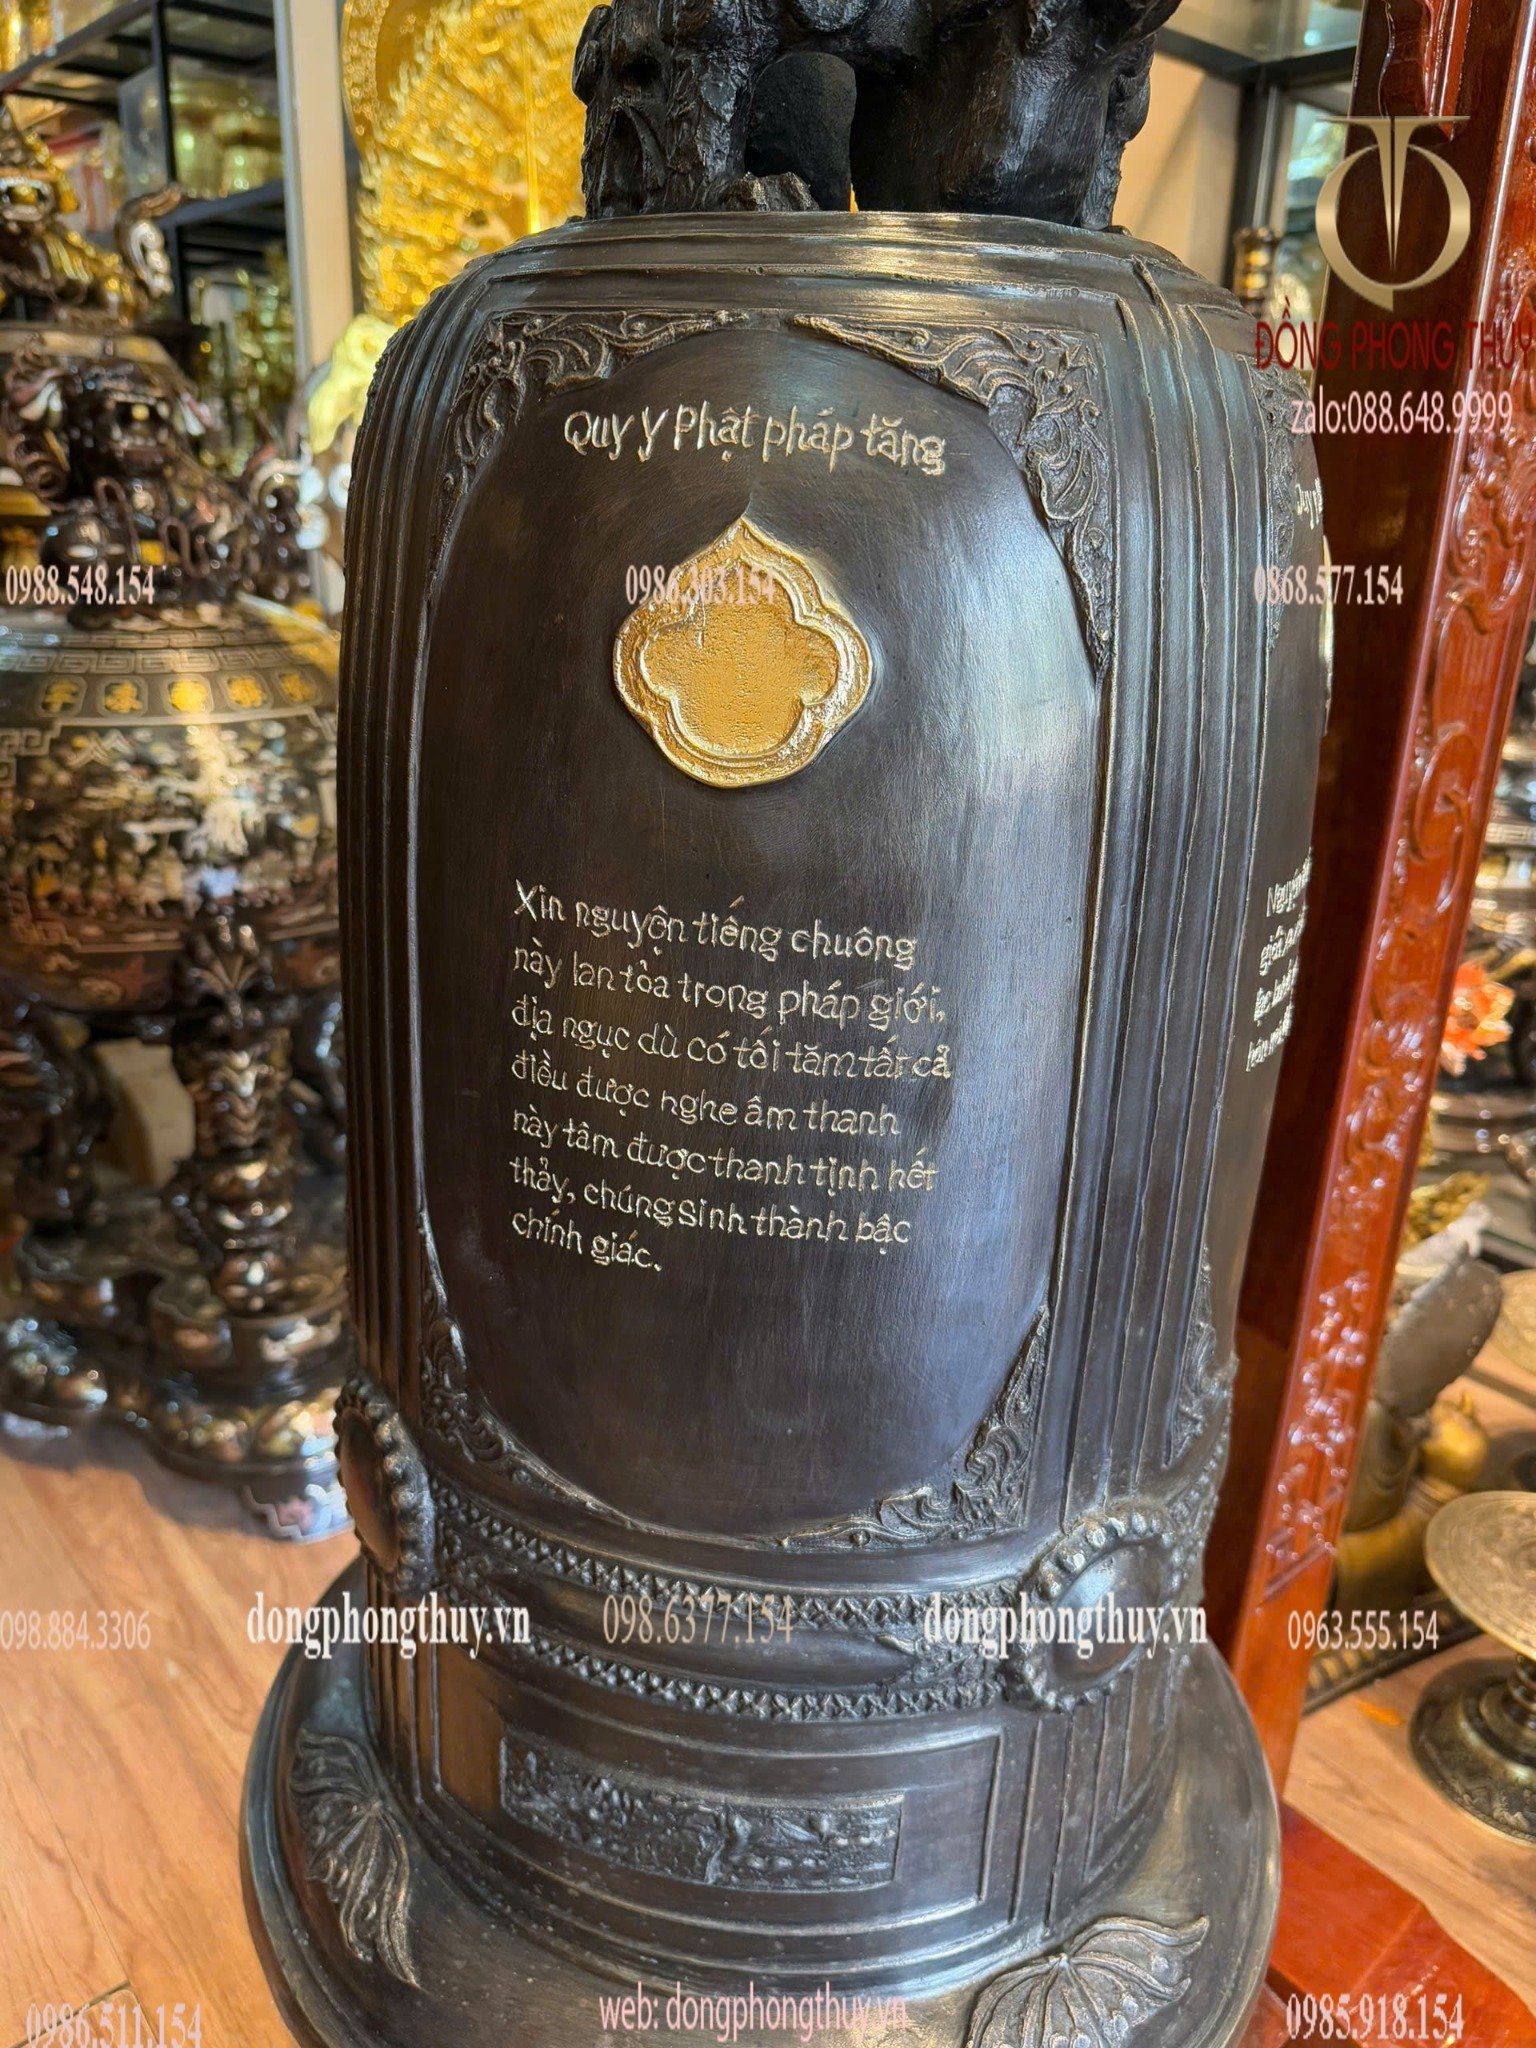 ĐỒNG PHONG THUỶ
zalo:088.648.9999
Quy y Phật pháp tăng
0988.548.154
0986.303.154
0868.577.154
Xin nguyện tiếng chuông
này lan tỏa trong pháp giới,
địa ngục dù có tối tăm tất cả
điều được nghe âm thanh
này tâm được thanh tịnh hết
thảy, chúng sinh thành bậc
chính giác.
098.884.3306
dongphongthuy.vn
098.6377.154
dongphongthuy.vn
0963.555.154
0986.511.154
web: dongphongthuy.vn
0985.918.154